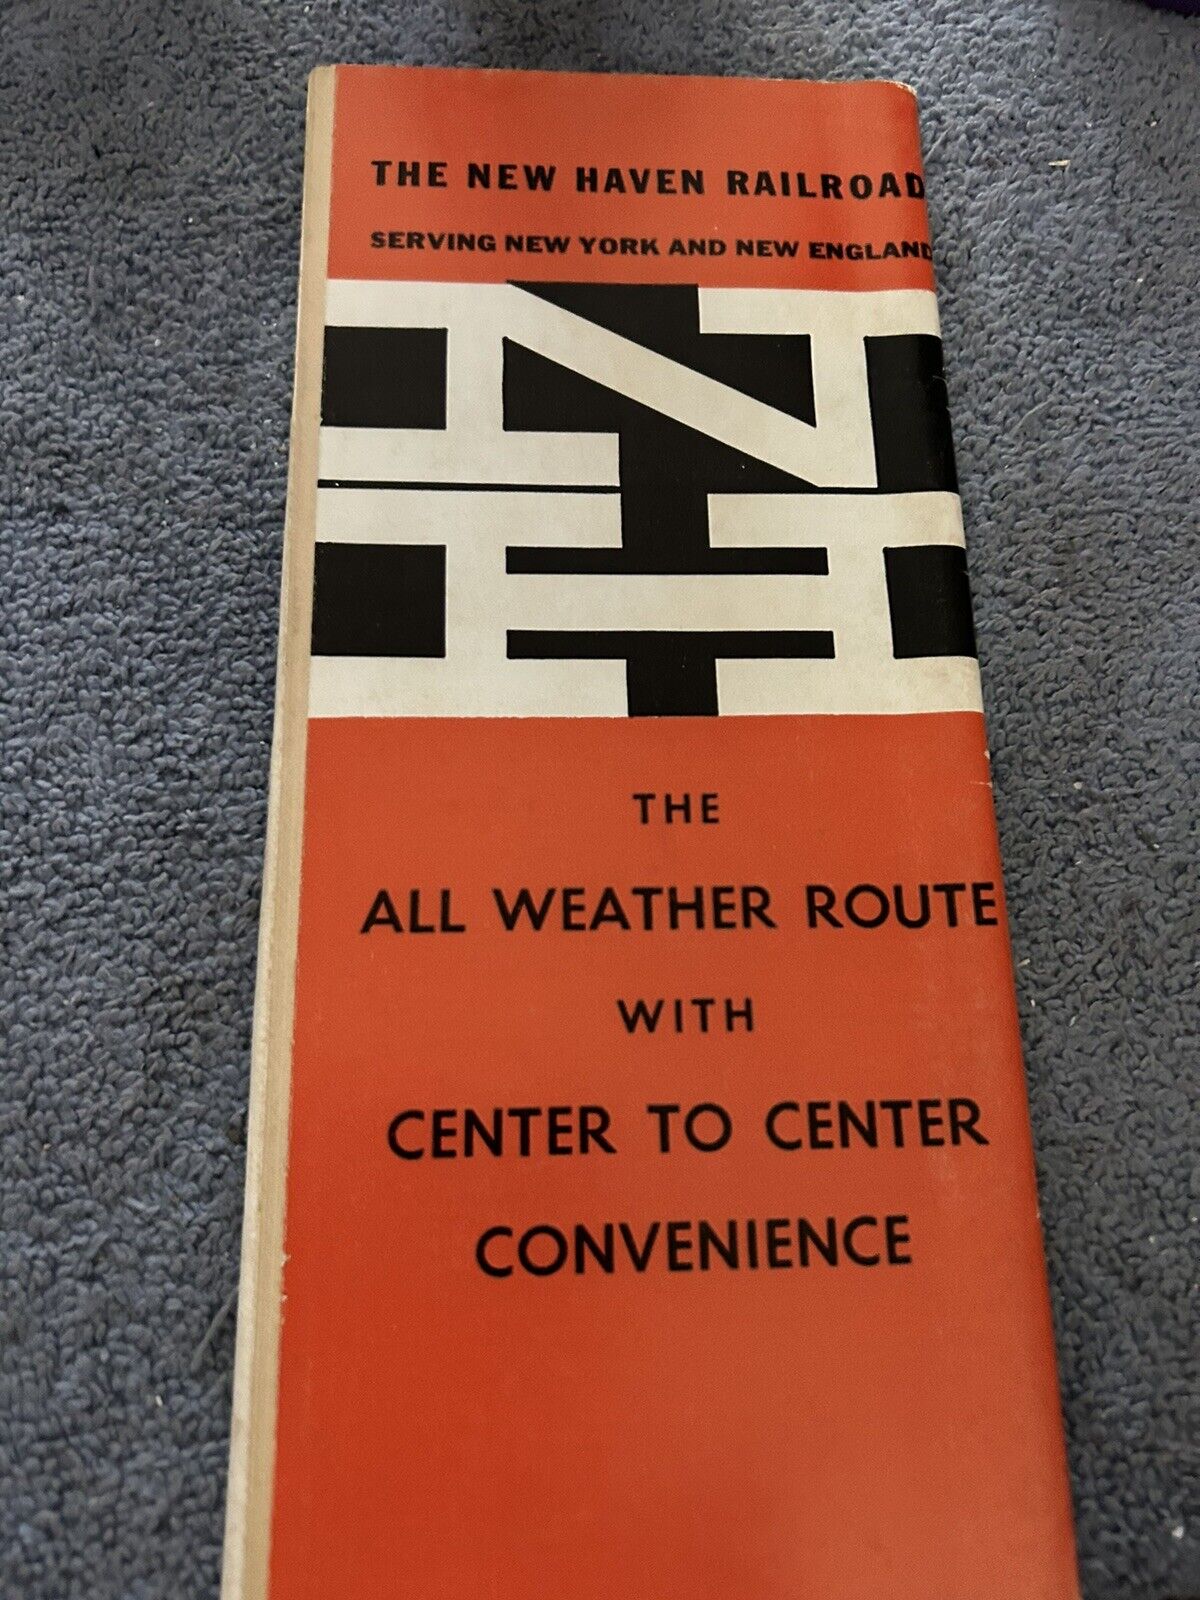 THE NEW HAVEN RAILROAD
SERVING NEW YORK AND NEW ENGLAND
N
H
THE
ALL WEATHER ROUTE
WITH
CENTER TO CENTER
CONVENIENCE